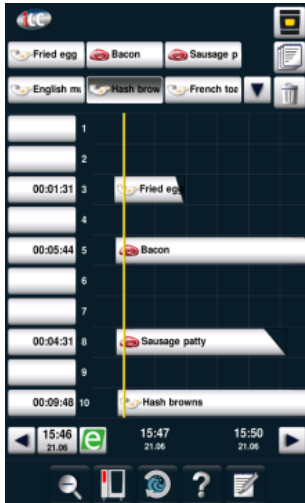 iLC
Fried egg Bacon Sausage p
English mu Hash brow French toa
1
2
00:01:31 3 Fried egg
4
00:05:44 5 Bacon
6
7
00:04:31 8 Sausage patty
9
00:09:48 10 Hash browns
15:46 e 15:47 15:50
21.06 21.06 21.06
?